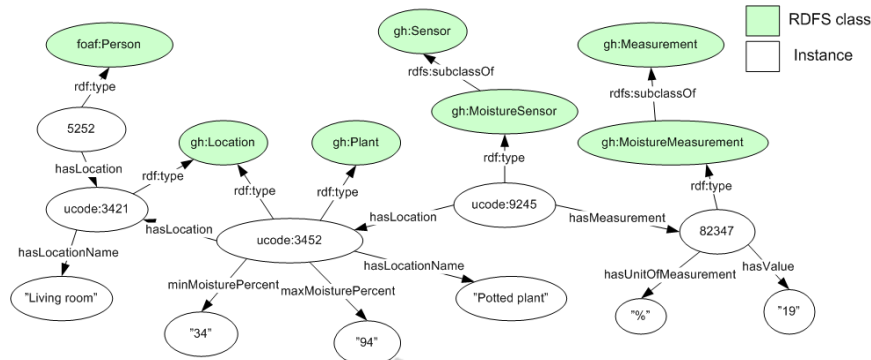 RDFS class
Instance
foaf:Person
gh:Sensor
gh:Measurement
rdf:type
rdfs:subclassOf
rdfs:subclassOf
5252
gh:MoistureSensor
gh:Location
gh:Plant
gh:MoistureMeasurement
hasLocation
rdf:type
rdf:type
rdf:type
rdf:type
rdf:type
ucode:3421
ucode:9245
hasLocation
hasLocation
hasMeasurement
82347
ucode:3452
hasLocationName
hasLocationName
hasUnitOfMeasurement
hasValue
minMoisturePercent
maxMoisturePercent
"Living room"
"Potted plant"
"34"
"94"
"%"
"19"